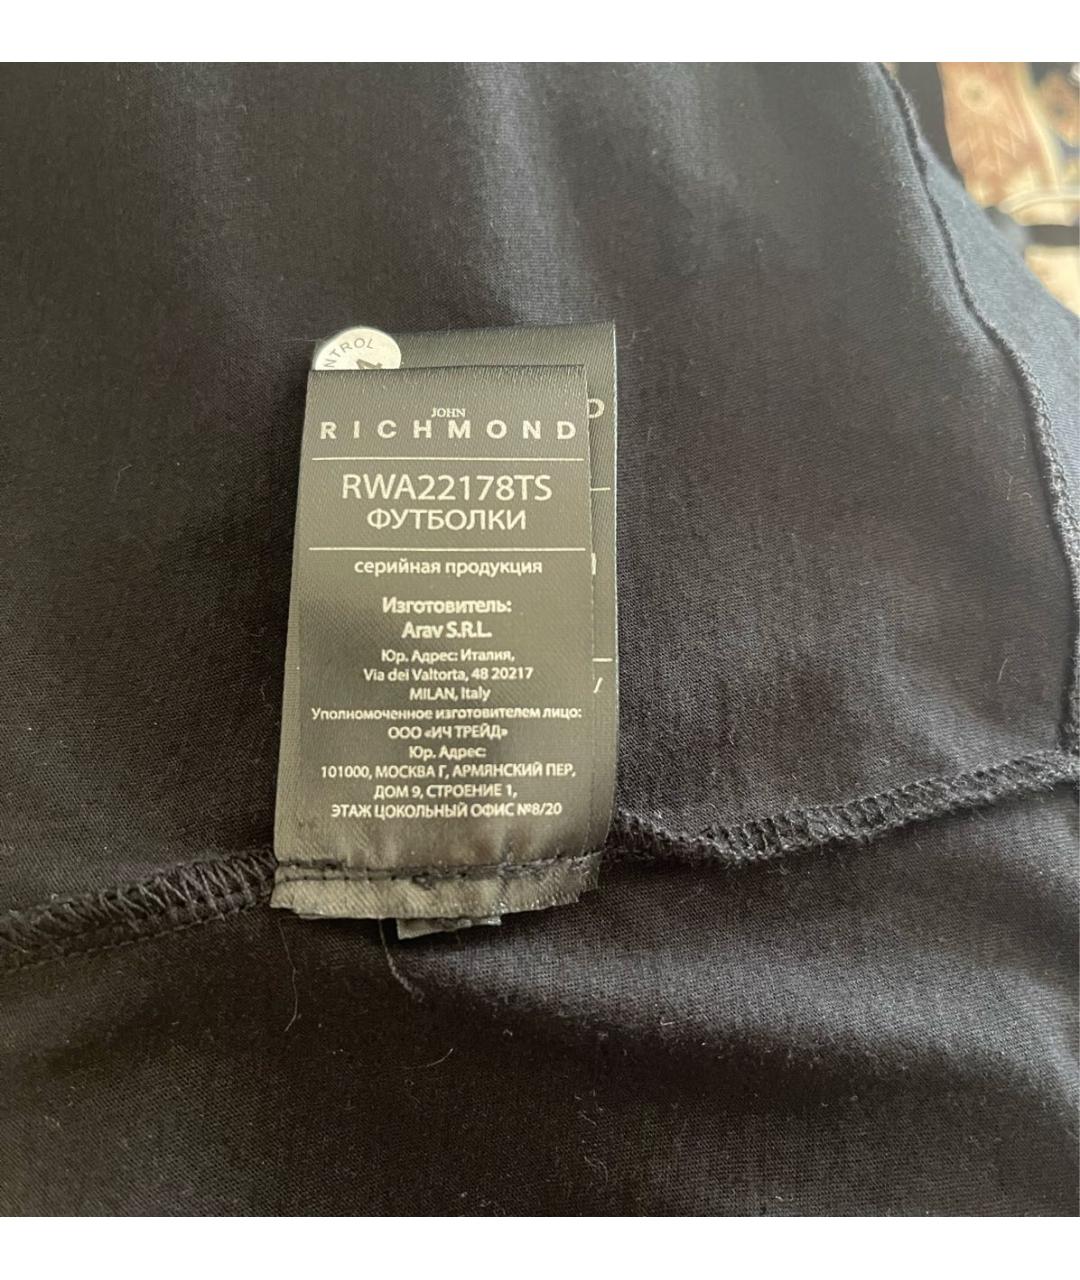 NTROL
JOHN
RICHMOND
RWA22178TS
ФУТБОЛКИ
серийная продукция
Изготовитель:
Arav S.R.L.
Юр. Адрес: Италия,
Via dei Valtorta, 48 20217
MILAN, Italy
Уполномоченное изготовителем лицо:
ООО «ИЧ ТРЕЙД»
Юр. Адрес:
101000, МОСКВА Г, АРМЯНСКИЙ ПЕР,
ДОМ 9, СТРОЕНИЕ 1,
ЭТАЖ ЦОКОЛЬНЫЙ ОФИС №8/20